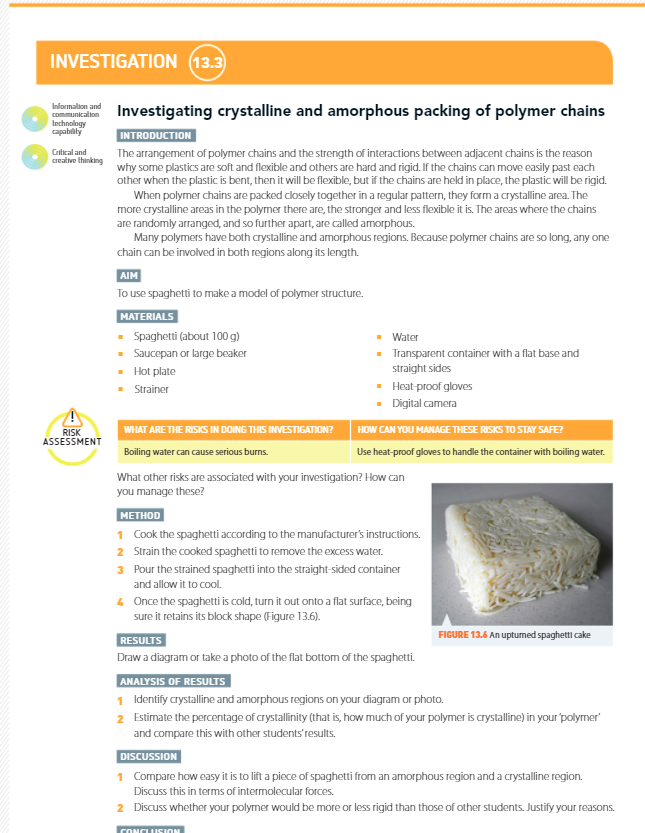 INVESTIGATION 13.3
Information and
communication
technology
capability
Critical and
creative thinking
Investigating crystalline and amorphous packing of polymer chains
INTRODUCTION
The arrangement of polymer chains and the strength of interactions between adjacent chains is the reason
why some plastics are soft and flexible and others are hard and rigid. If the chains can move easily past each
other when the plastic is bent, then it will be flexible, but if the chains are held in place, the plastic will be rigid.
When polymer chains are packed closely together in a regular pattern, they form a crystalline area. The
more crystalline areas in the polymer there are, the stronger and less flexible it is. The areas where the chains
are randomly arranged, and so further apart, are called amorphous.
Many polymers have both crystalline and amorphous regions. Because polymer chains are so long, any one
chain can be involved in both regions along its length.
AIM
To use spaghetti to make a model of polymer structure.
MATERIALS
▪ Spaghetti (about 100 g)
▪ Saucepan or large beaker
▪ Hot plate
▪ Strainer
▪ Water
▪ Transparent container with a flat base and
straight sides
▪ Heat-proof gloves
▪ Digital camera
!
RISK
ASSESSMENT
WHAT ARE THE RISKS IN DOING THIS INVESTIGATION?
HOW CAN YOU MANAGE THESE RISKS TO STAY SAFE?
Boiling water can cause serious burns.
Use heat-proof gloves to handle the container with boiling water.
What other risks are associated with your investigation? How can
you manage these?
METHOD
1 Cook the spaghetti according to the manufacturer's instructions.
2 Strain the cooked spaghetti to remove the excess water.
3 Pour the strained spaghetti into the straight-sided container
and allow it to cool.
4 Once the spaghetti is cold, turn it out onto a flat surface, being
sure it retains its block shape (Figure 13.6).
FIGURE 13.6 An upturned spaghetti cake
RESULTS
Draw a diagram or take a photo of the flat bottom of the spaghetti.
ANALYSIS OF RESULTS
1 Identify crystalline and amorphous regions on your diagram or photo.
2 Estimate the percentage of crystallinity (that is, how much of your polymer is crystalline) in your 'polymer'
and compare this with other students' results.
DISCUSSION
1 Compare how easy it is to lift a piece of spaghetti from an amorphous region and a crystalline region.
Discuss this in terms of intermolecular forces.
2 Discuss whether your polymer would be more or less rigid than those of other students. Justify your reasons.
CONCLUSION